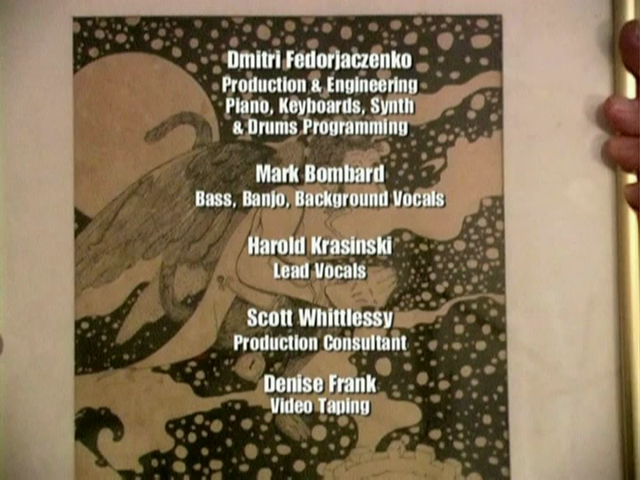 Dmitri Fedorjaczenko
Production & Engineering
Piano, Keyboards, Synth
& Drums Programming
Mark Bombard
Bass, Banjo, Background Vocals
Harold Krasinski
Lead Vocals
Scott Whittlessy
Production Consultant
Denise Frank
Video Taping